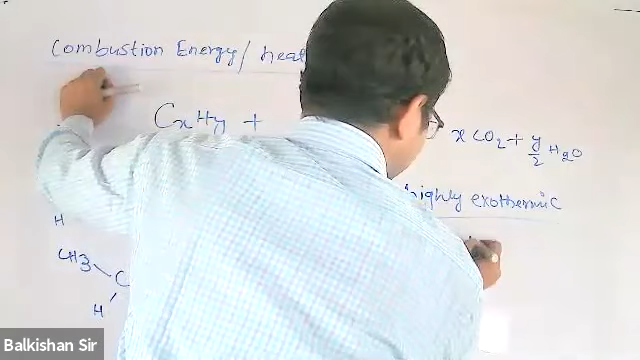 Combustion Energy/ heat
CxHy + x CO2 + y/2 H2O
highly exothermic
H
CH3 C
H
Balkishan Sir